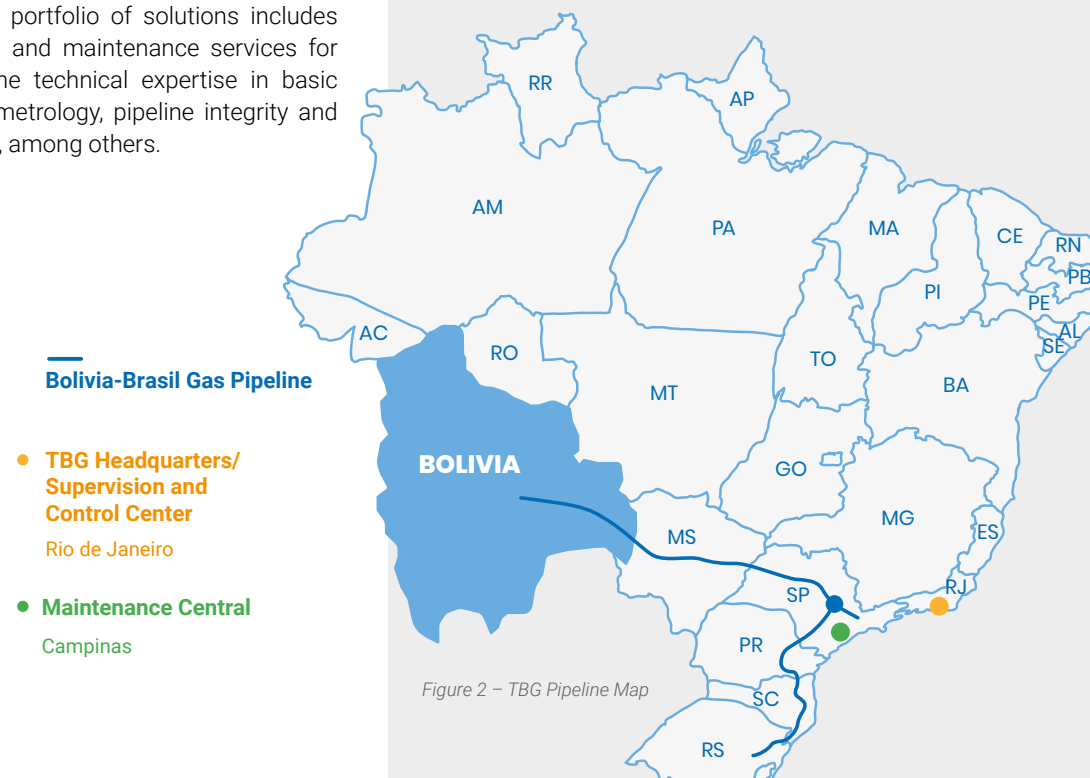 portfolio of solutions includes
and maintenance services for
technical expertise in basic
metrology, pipeline integrity and
, among others.
Bolivia-Brasil Gas Pipeline
TBG Headquarters/
Supervision and
Control Center
Rio de Janeiro
Maintenance Central
Campinas
RR
AP
AM
PA
MA
CE
RN
PB
PI
PE
AL
SE
AC
RO
TO
BA
MT
BOLIVIA
GO
MG
ES
MS
RJ
SP
PR
SC
RS
Figure 2 – TBG Pipeline Map